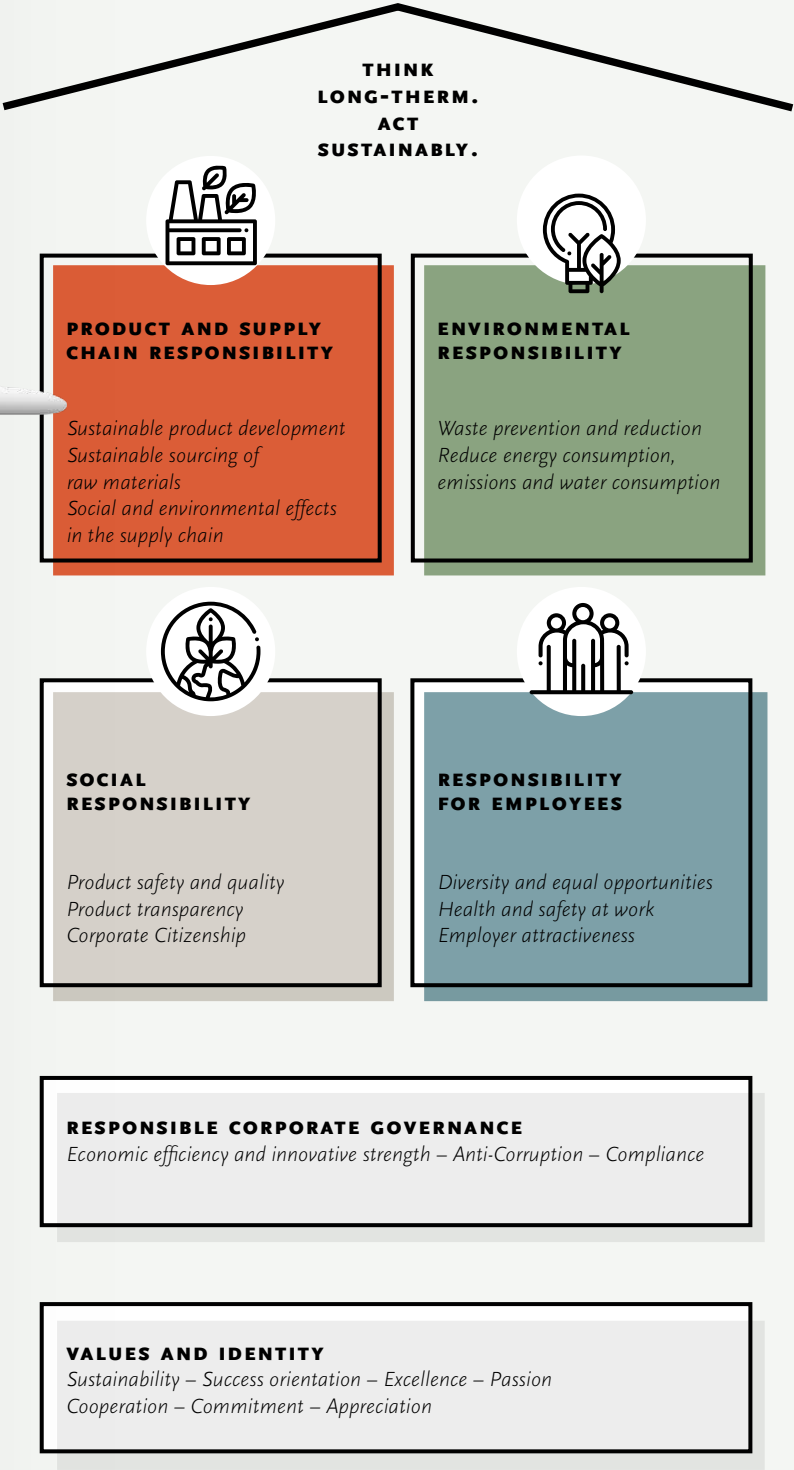 THINK
LONG-THERM.
ACT
SUSTAINABLY.
PRODUCT AND SUPPLY
CHAIN RESPONSIBILITY
Sustainable product development
Sustainable sourcing of
raw materials
Social and environmental effects
in the supply chain
ENVIRONMENTAL
RESPONSIBILITY
Waste prevention and reduction
Reduce energy consumption,
emissions and water consumption
SOCIAL
RESPONSIBILITY
Product safety and quality
Product transparency
Corporate Citizenship
RESPONSIBILITY
FOR EMPLOYEES
Diversity and equal opportunities
Health and safety at work
Employer attractiveness
RESPONSIBLE CORPORATE GOVERNANCE
Economic efficiency and innovative strength – Anti-Corruption – Compliance
VALUES AND IDENTITY
Sustainability – Success orientation – Excellence – Passion
Cooperation – Commitment – Appreciation